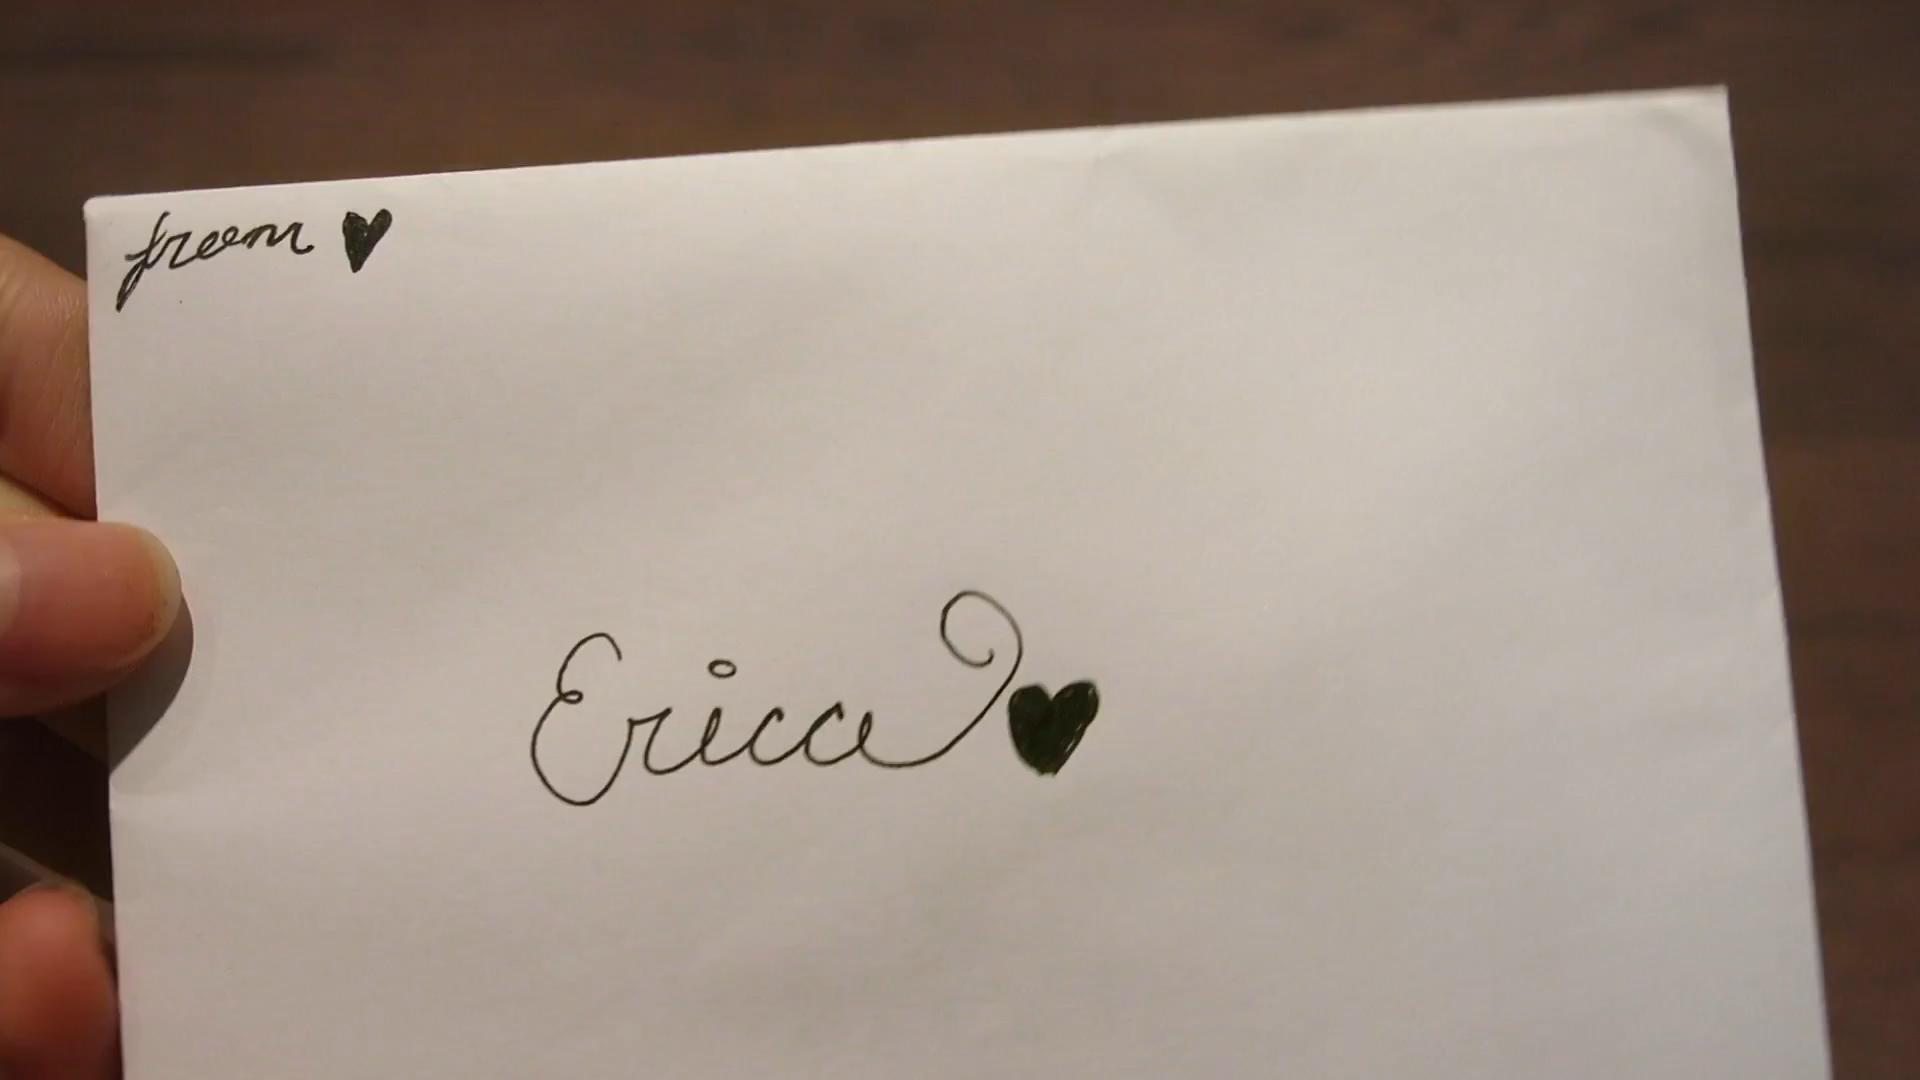 from ♥
Erica ♥